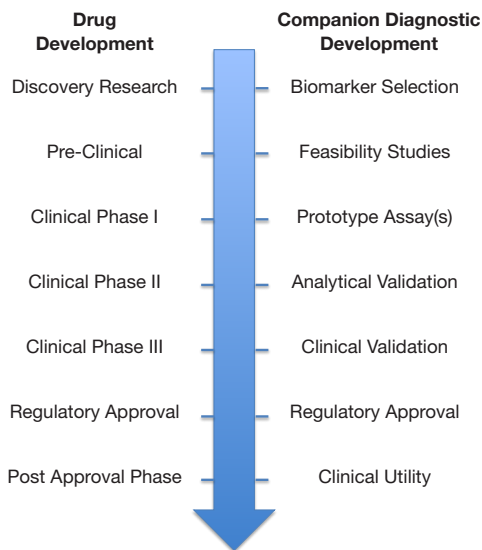 Drug
Development
Companion Diagnostic
Development
Discovery Research
Biomarker Selection
Pre-Clinical
Feasibility Studies
Clinical Phase I
Prototype Assay(s)
Clinical Phase II
Analytical Validation
Clinical Phase III
Clinical Validation
Regulatory Approval
Regulatory Approval
Post Approval Phase
Clinical Utility